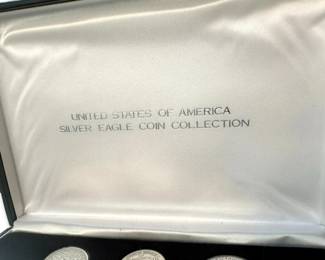 UNITED STATES OF AMERICA
SILVER EAGLE COIN COLLECTION